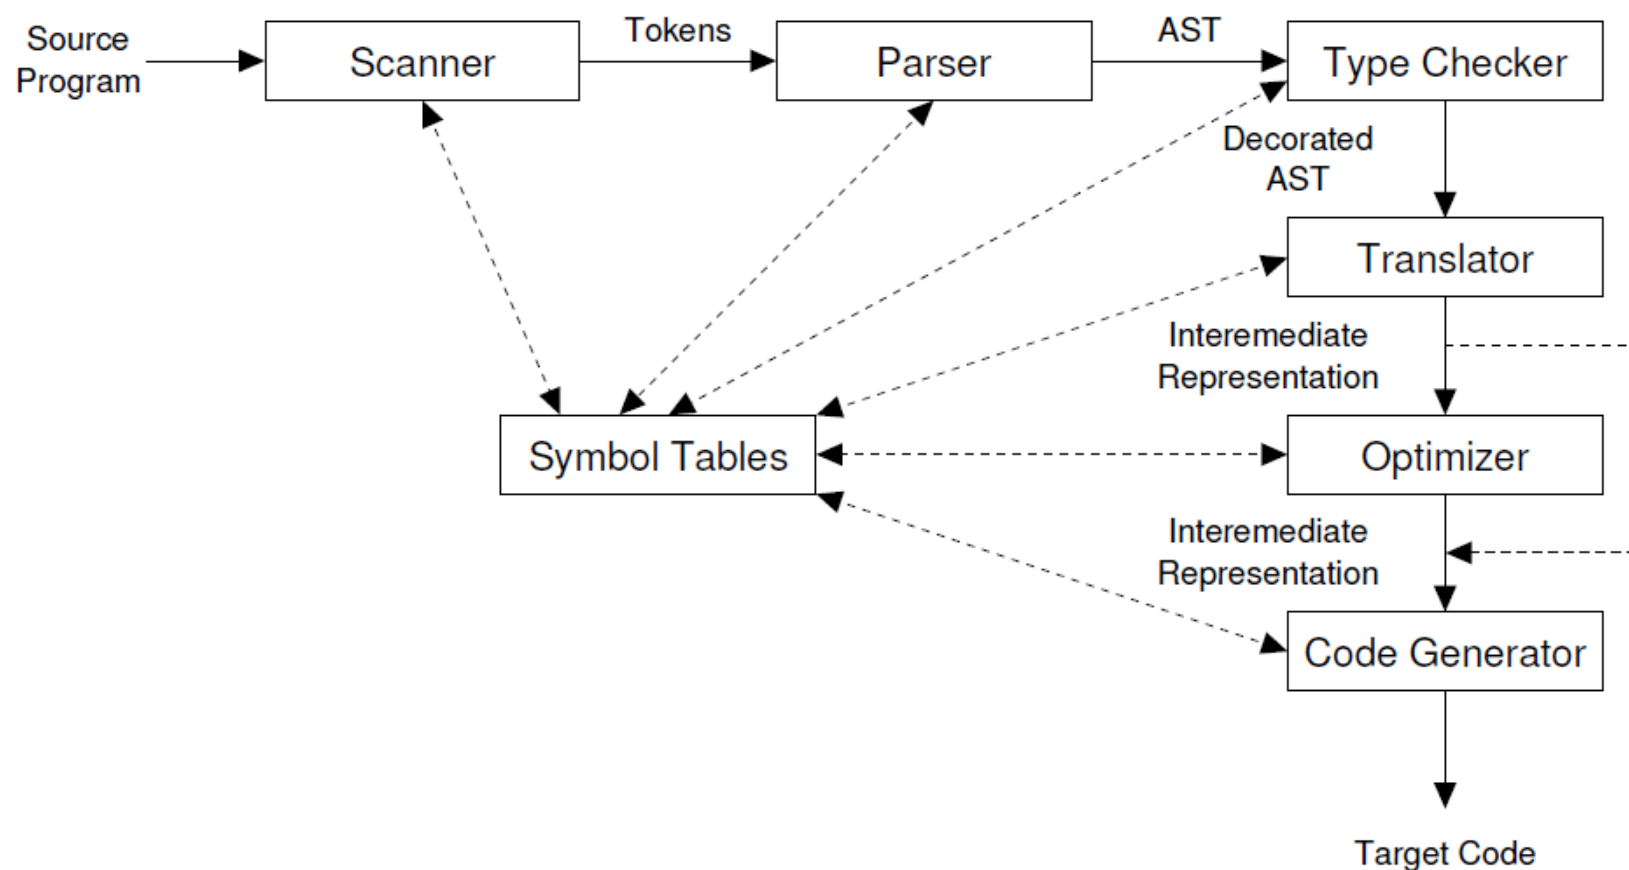 Source
Program
Scanner
Tokens
Parser
AST
Type Checker
Decorated
AST
Translator
Interemediate
Representation
Symbol Tables
Optimizer
Interemediate
Representation
Code Generator
Target Code